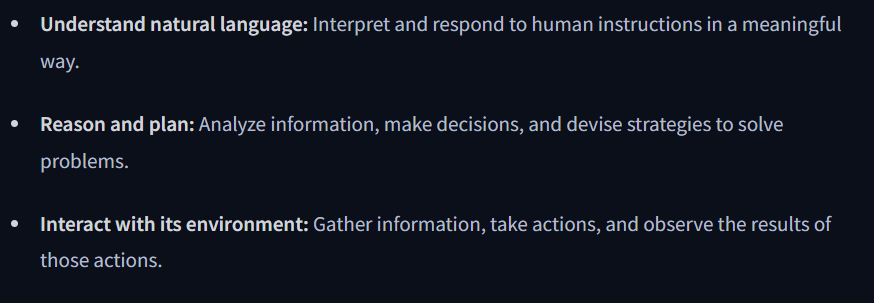 • Understand natural language: Interpret and respond to human instructions in a meaningful
way.
• Reason and plan: Analyze information, make decisions, and devise strategies to solve
problems.
• Interact with its environment: Gather information, take actions, and observe the results of
those actions.